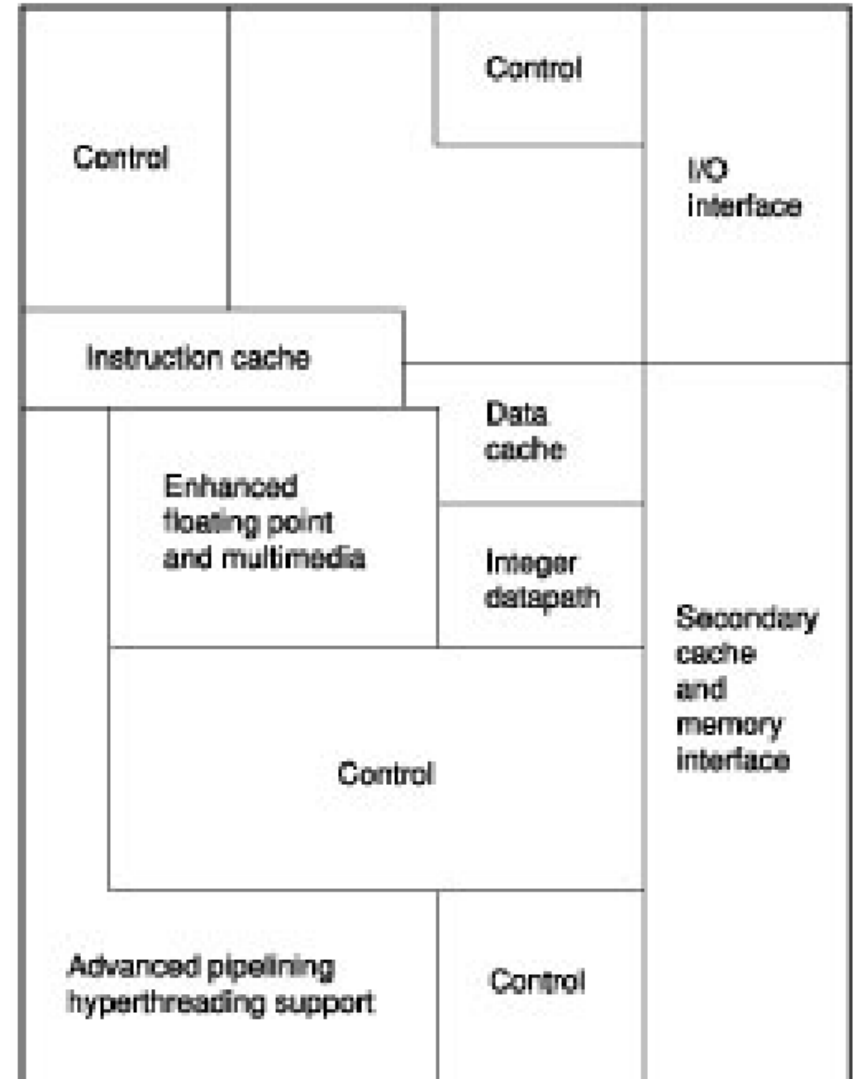 Control
Control
I/O
interface
Instruction cache
Data
cache
Enhanced
floating point
and multimedia
Integer
datapath
Secondary
cache
and
memory
interface
Control
Advanced pipelining
hyperthreading support
Control